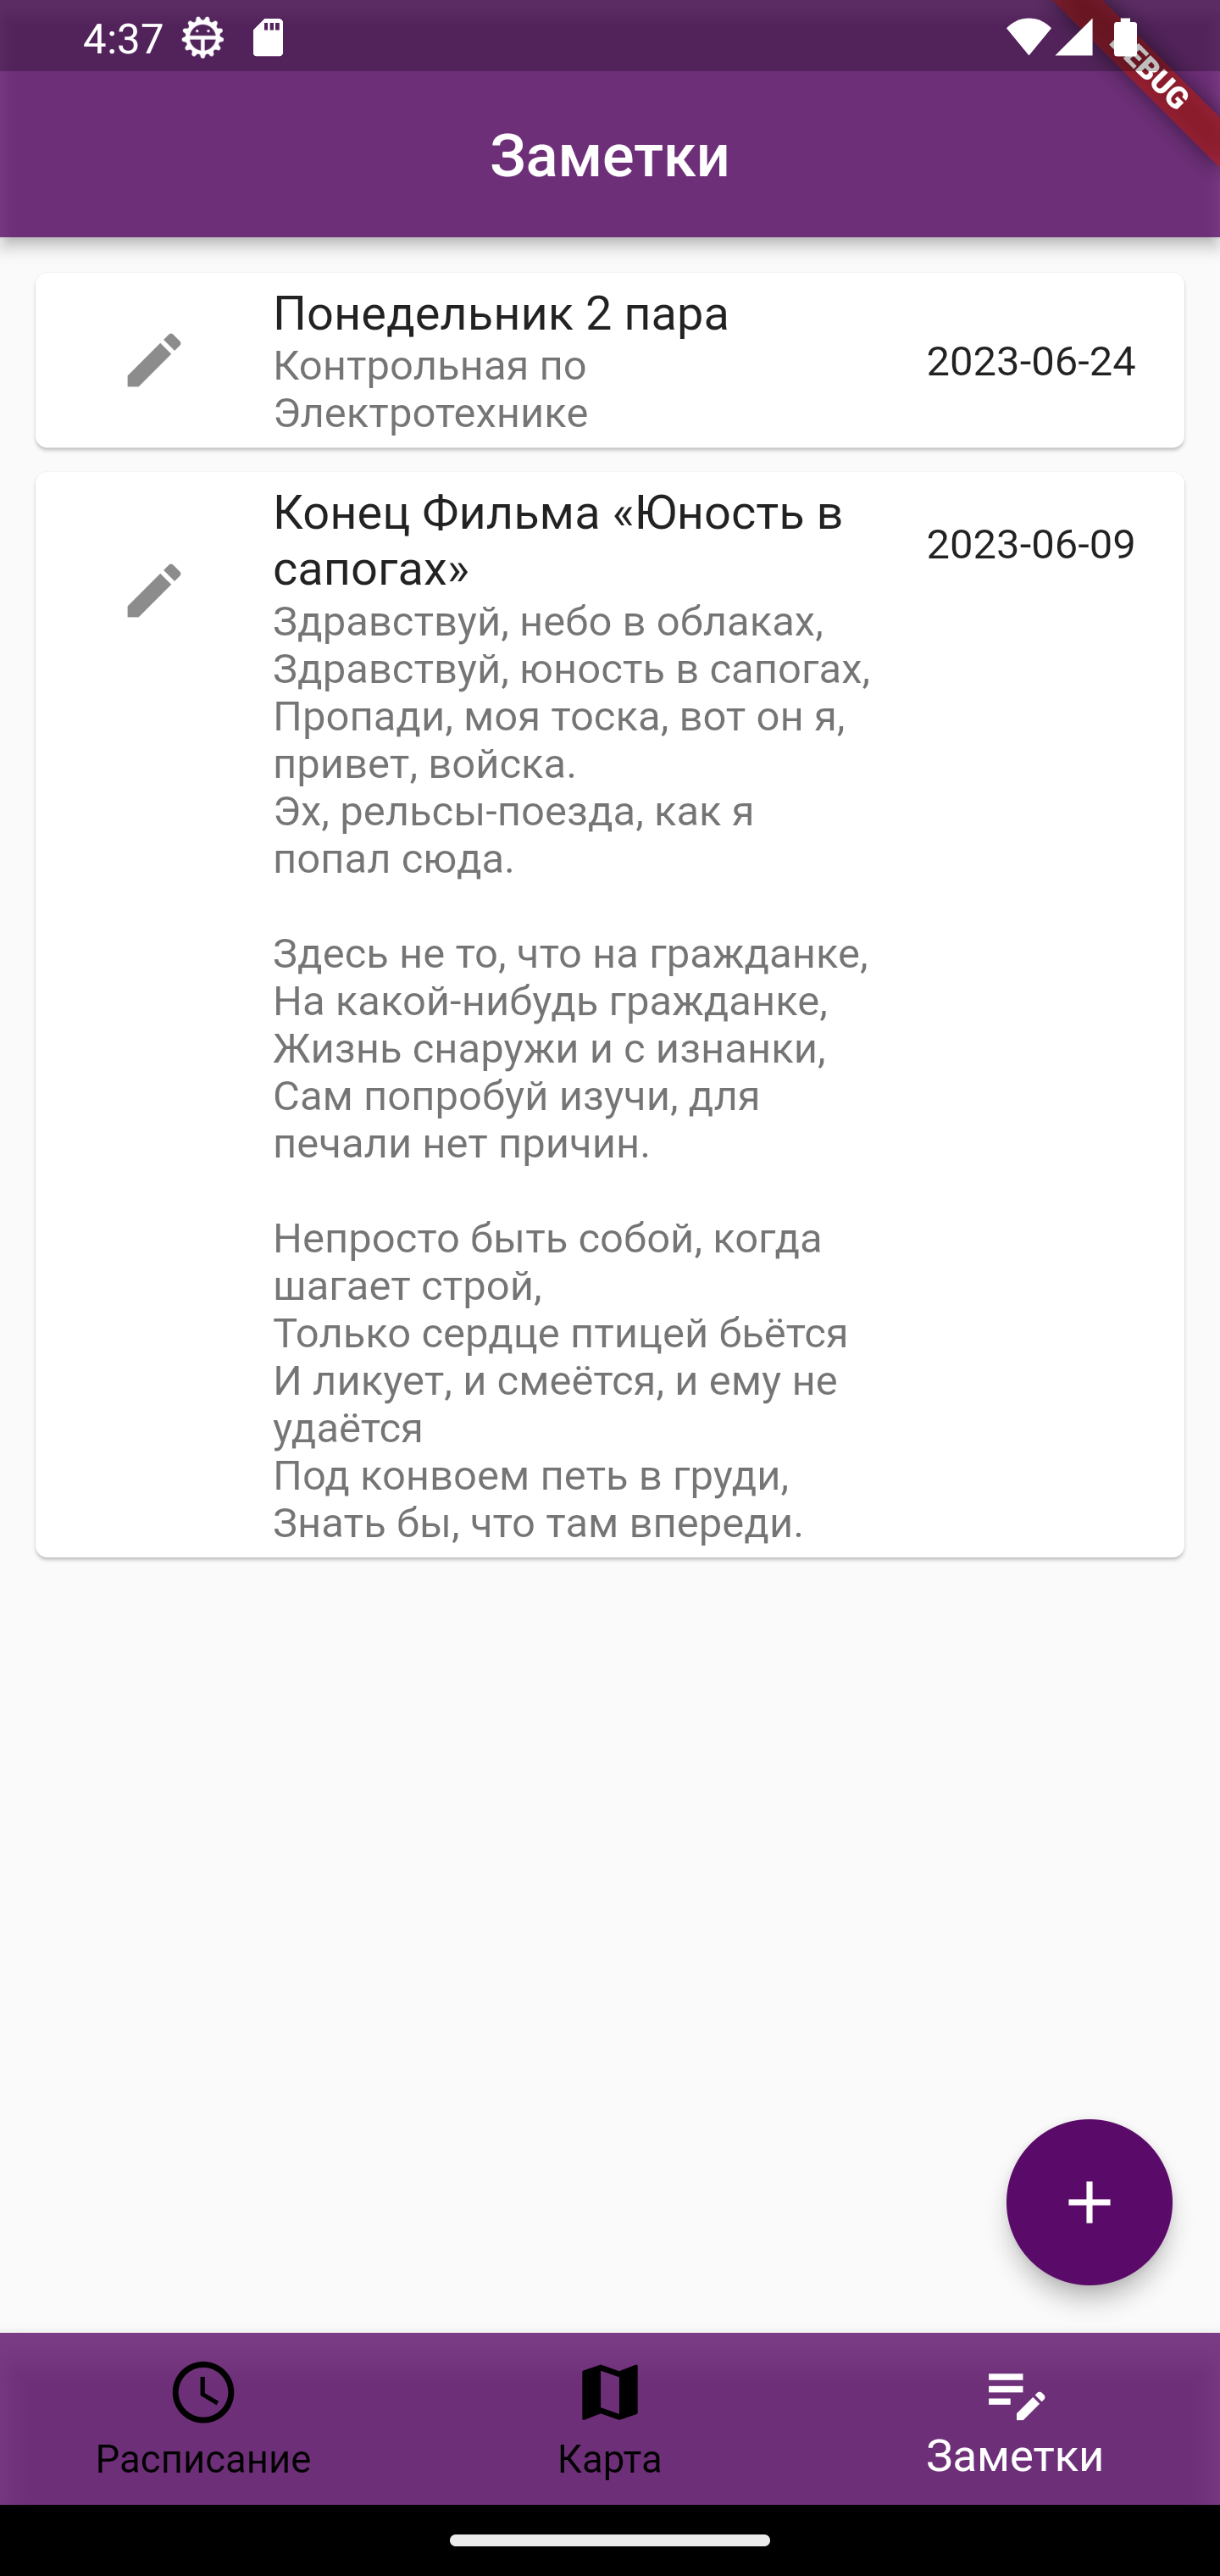 4:37
DEBUG
Заметки
Понедельник 2 пара
Контрольная по
Электротехнике
2023-06-24
Конец Фильма «Юность в
сапогах»
2023-06-09
Здравствуй, небо в облаках,
Здравствуй, юность в сапогах,
Пропади, моя тоска, вот он я,
привет, войска.
Эх, рельсы-поезда, как я
попал сюда.
Здесь не то, что на гражданке,
На какой-нибудь гражданке,
Жизнь снаружи и с изнанки,
Сам попробуй изучи, для
печали нет причин.
Непросто быть собой, когда
шагает строй,
Только сердце птицей бьётся
И ликует, и смеётся, и ему не
удаётся
Под конвоем петь в груди,
Знать бы, что там впереди.
Расписание
Карта
Заметки